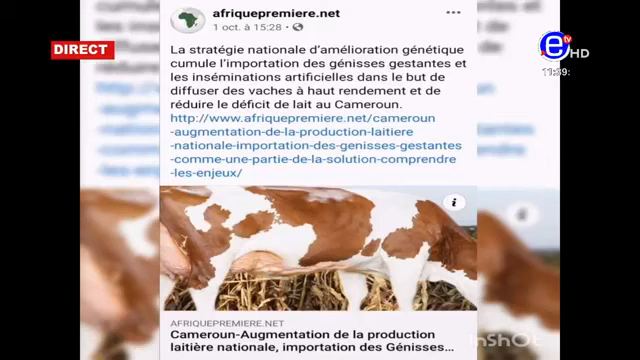 afriquepremiere.net
1 oct. à 15:28
DIRECT
e tv HD
La stratégie nationale d'amélioration génétique
cumule l'importation des génisses gestantes et
les inséminations artificielles dans le but de
diffuser des vaches à haut rendement et de
réduire le déficit de lait au Cameroun.
http://www.afriquepremiere.net/cameroun
-augmentation-de-la-production-laitiere
-nationale-importation-des-genisses-gestantes
-comme-une-partie-de-la-solution-comprendre
-les-enjeux/
AFRIQUEPREMIERE.NET
Cameroun-Augmentation de la production
laitière nationale, importation des Génisses...
InShOt